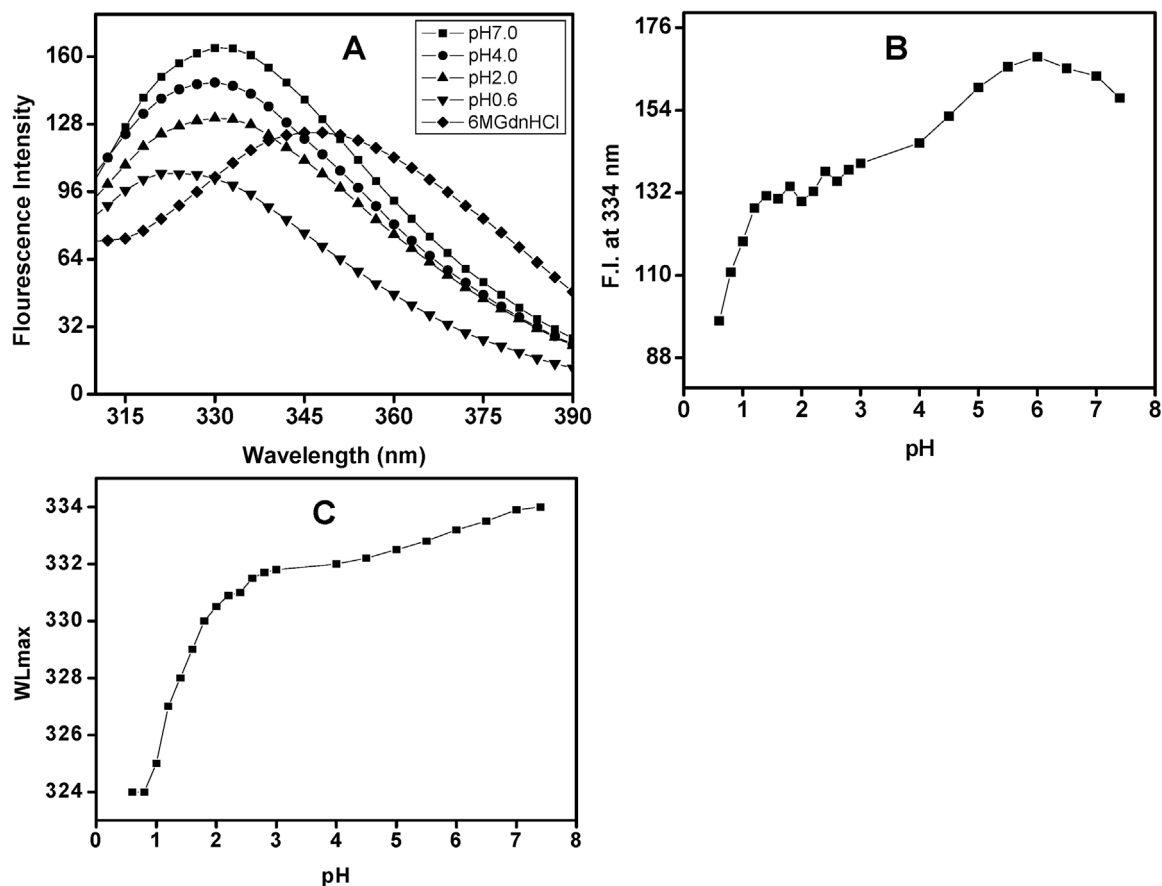 A
pH7.0
pH4.0
pH2.0
pH0.6
6MGdnHCl
Flourescence Intensity
160
128
96
64
32
0
315 330 345 360 375 390
Wavelength (nm)
B
F.I. at 334 nm
176
154
132
110
88
0 1 2 3 4 5 6 7 8
pH
C
WLmax
334
332
330
328
326
324
0 1 2 3 4 5 6 7 8
pH